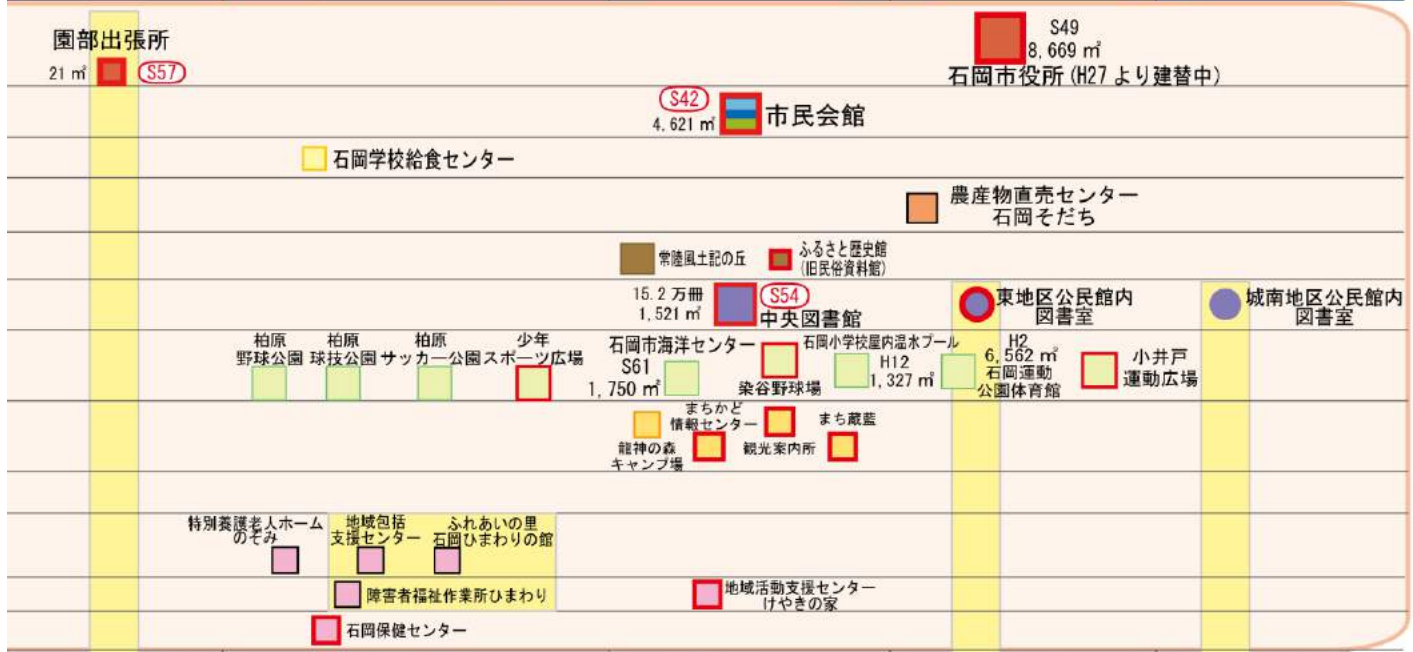 園部出張所
21㎡
S57
S49
8,669㎡
石岡市役所(H27より建替中)
S42
4,621㎡
市民会館
石岡学校給食センター
農産物直売センター
石岡そだち
常陸風土記の丘
ふるさと歴史館
(旧民俗資料館)
15.2万冊
1,521㎡
S54
中央図書館
東地区公民館内
図書室
城南地区公民館内
図書室
柏原
野球公園
柏原
球技公園
柏原
サッカー公園
少年
スポーツ広場
石岡市海洋センター
S61
1,750㎡
染谷野球場
石岡小学校屋内温水プール
H12
1,327㎡
H2
6,562㎡
石岡運動
公園体育館
小井戸
運動広場
龍神の森
キャンプ場
まちかど
情報センター
観光案内所
まち蔵藍
特別養護老人ホーム
のぞみ
地域包括
支援センター
ふれあいの里
石岡ひまわりの館
障害者福祉作業所ひまわり
地域活動支援センター
けやきの家
石岡保健センター